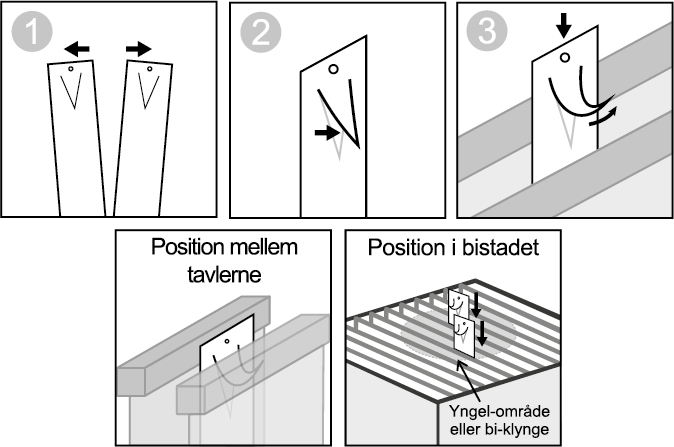 1
2
3
Position mellem
tavlerne
Position i bistadet
Yngel-område
eller bi-klynge